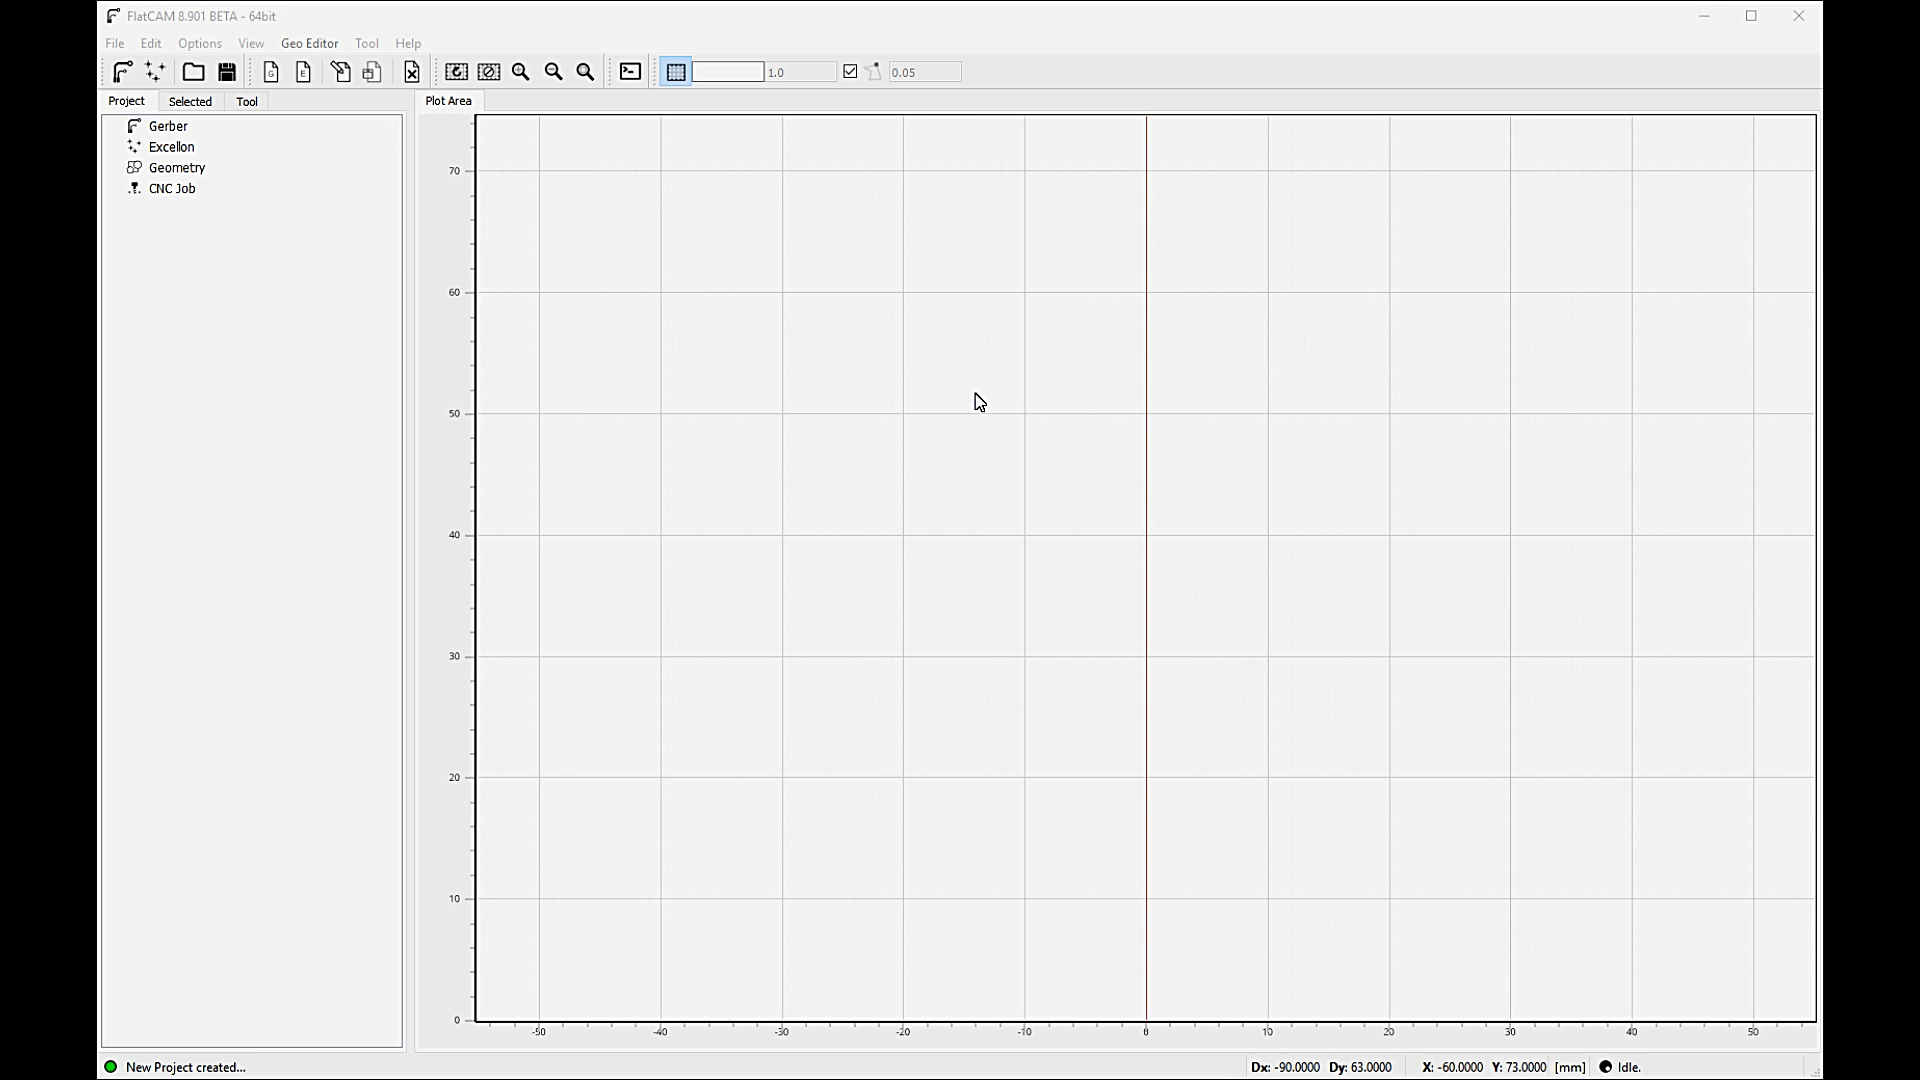 FlatCAM 8.901 BETA - 64bit
File Edit Options View Geo Editor Tool Help
1.0 0.05
Project Selected Tool Plot Area
Gerber
Excellon
Geometry
CNC Job
70
60
50
40
30
20
10
0
-50 -40 -30 -20 -10 0 10 20 30 40 50
New Project created... Dx: -90.0000 Dy: 63.0000 X: -60.0000 Y: 73.0000 [mm] Idle.